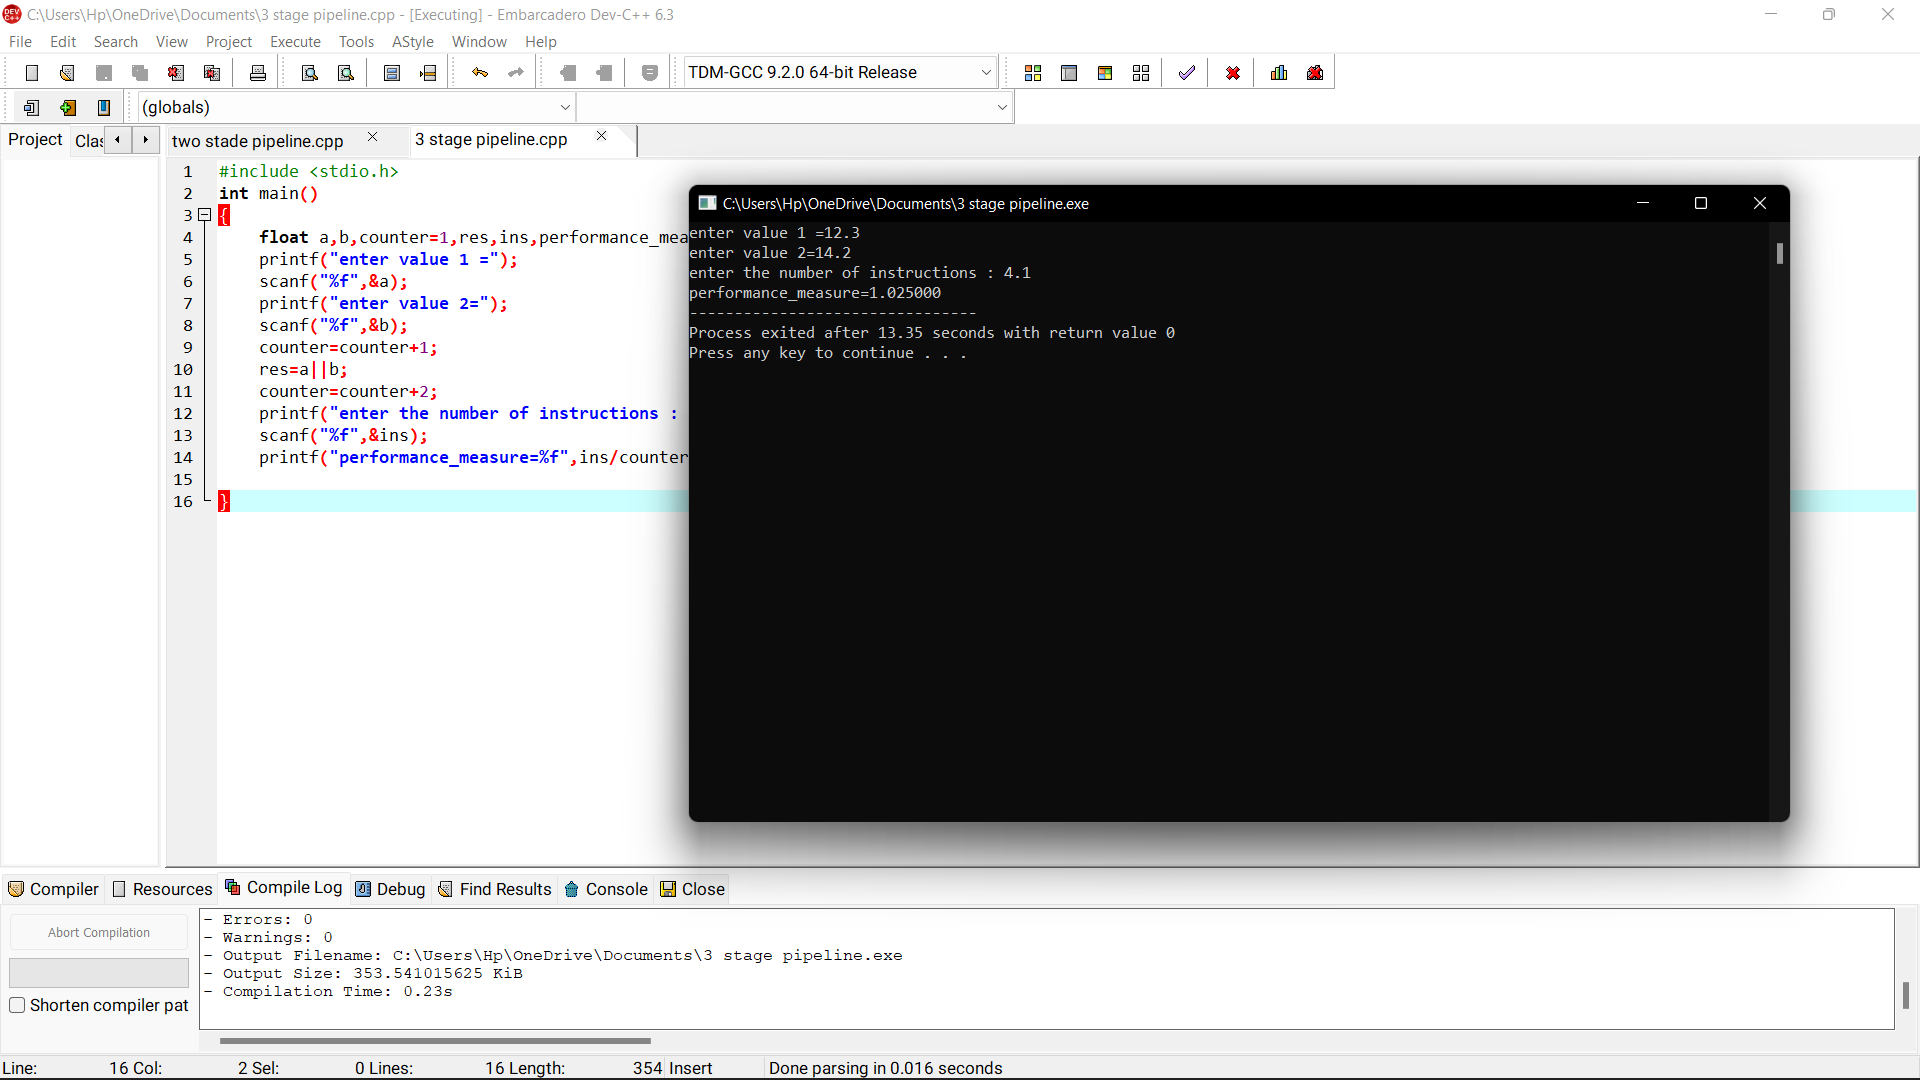 C:\Users\Hp\OneDrive\Documents\3 stage pipeline.cpp - [Executing] - Embarcadero Dev-C++ 6.3
File Edit Search View Project Execute Tools AStyle Window Help
TDM-GCC 9.2.0 64-bit Release
(globals)
Project Clas two stade pipeline.cpp 3 stage pipeline.cpp
1 #include <stdio.h>
2 int main()
3 {
4 float a,b,counter=1,res,ins,performance_mea
5 printf("enter value 1 =");
6 scanf("%f",&a);
7 printf("enter value 2=");
8 scanf("%f",&b);
9 counter=counter+1;
10 res=a||b;
11 counter=counter+2;
12 printf("enter the number of instructions :
13 scanf("%f",&ins);
14 printf("performance_measure=%f",ins/counter
15
16 }
C:\Users\Hp\OneDrive\Documents\3 stage pipeline.exe
enter value 1 =12.3
enter value 2=14.2
enter the number of instructions : 4.1
performance_measure=1.025000
--------------------------------
Process exited after 13.35 seconds with return value 0
Press any key to continue . . .
Compiler Resources Compile Log Debug Find Results Console Close
Abort Compilation
Shorten compiler pat
- Errors: 0
- Warnings: 0
- Output Filename: C:\Users\Hp\OneDrive\Documents\3 stage pipeline.exe
- Output Size: 353.541015625 KiB
- Compilation Time: 0.23s
Line: 16 Col: 2 Sel: 0 Lines: 16 Length: 354 Insert Done parsing in 0.016 seconds